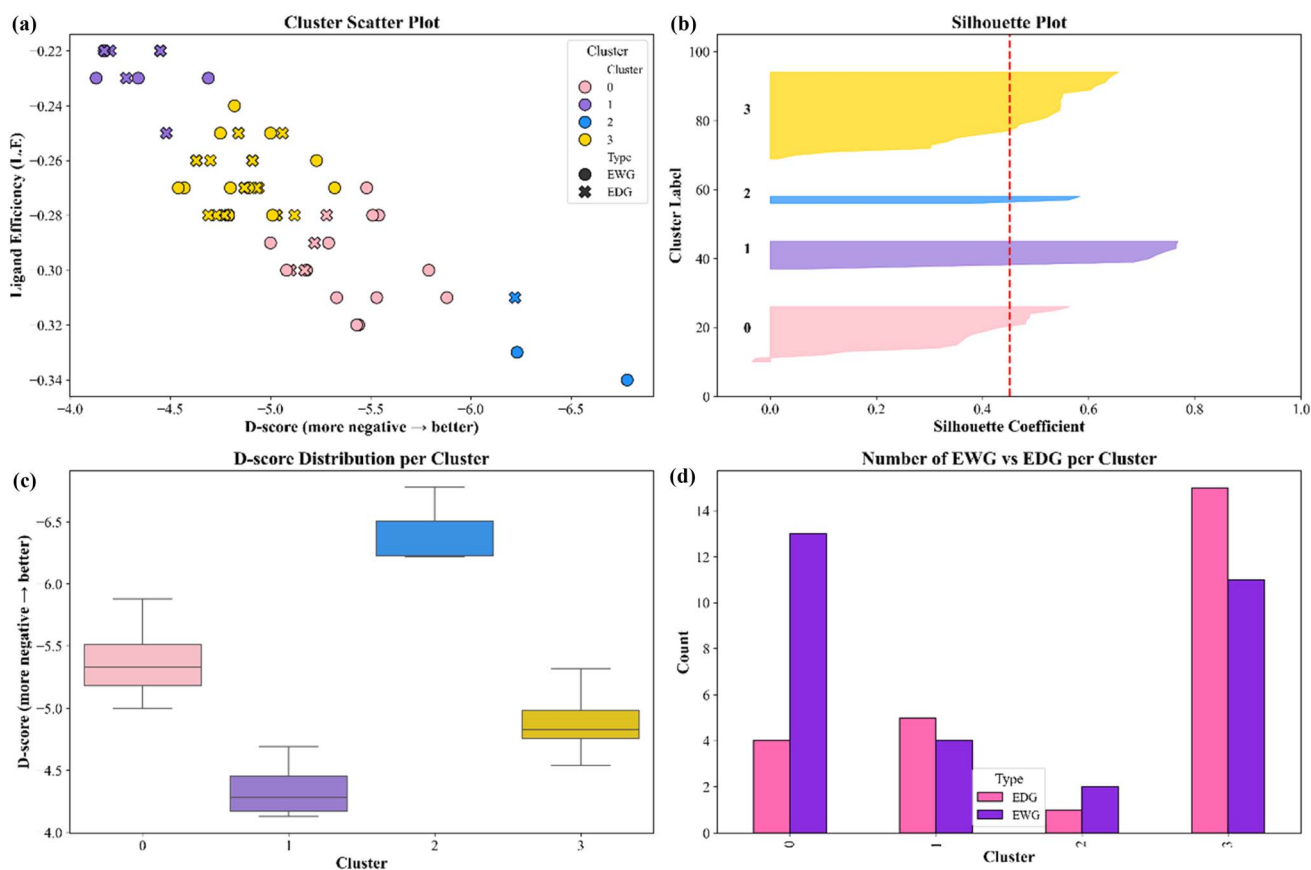 (a)
Cluster Scatter Plot
−0.22
−0.24
−0.26
−0.28
−0.30
−0.32
−0.34
Ligand Efficiency (L.E)
−4.0
−4.5
−5.0
−5.5
−6.0
−6.5
D-score (more negative → better)
Cluster
Cluster
0
1
2
3
Type
EWG
EDG
(b)
Silhouette Plot
100
80
60
40
20
0
Cluster Label
3
2
1
0
0.0
0.2
0.4
0.6
0.8
1.0
Silhouette Coefficient
(c)
D-score Distribution per Cluster
−6.5
−6.0
−5.5
−5.0
−4.5
4.0
D-score (more negative → better)
0
1
2
3
Cluster
(d)
Number of EWG vs EDG per Cluster
14
12
10
8
6
4
2
0
Count
Type
EDG
EWG
0
1
2
3
Cluster